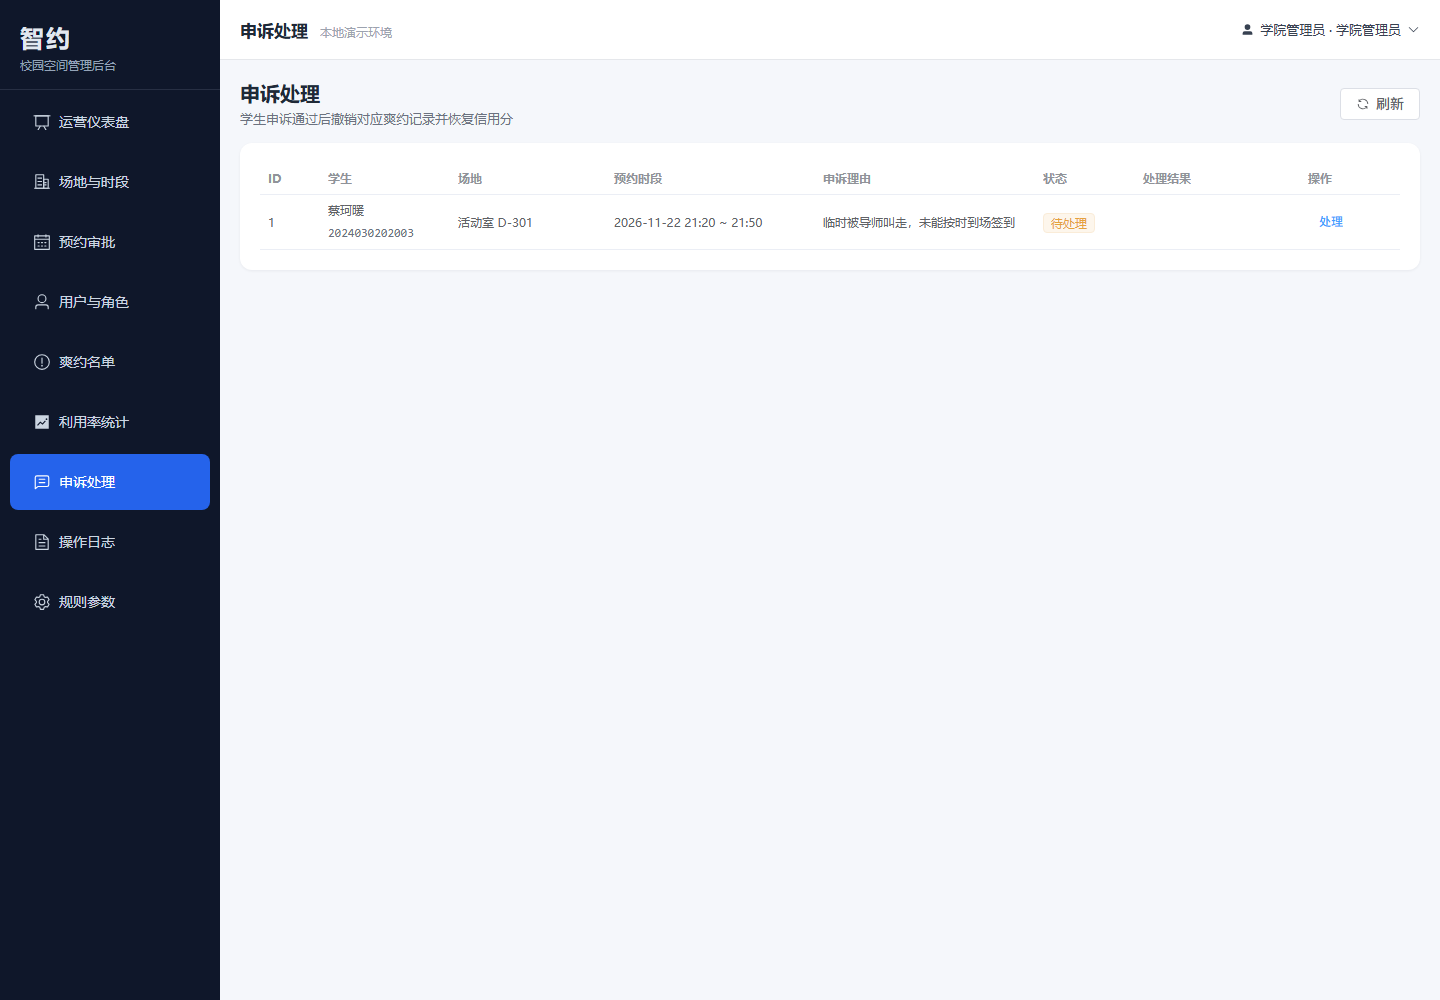 智约
校园空间管理后台
运营仪表盘
场地与时段
预约审批
用户与角色
爽约名单
利用率统计
申诉处理
操作日志
规则参数
申诉处理 本地演示环境
学院管理员 · 学院管理员
申诉处理
学生申诉通过后撤销对应爽约记录并恢复信用分
刷新
ID 学生 场地 预约时段 申诉理由 状态 处理结果 操作
1 蔡珂暖 活动室 D-301 2026-11-22 21:20 ~ 21:50 临时被导师叫走，未能按时到场签到 待处理 处理
2024030202003